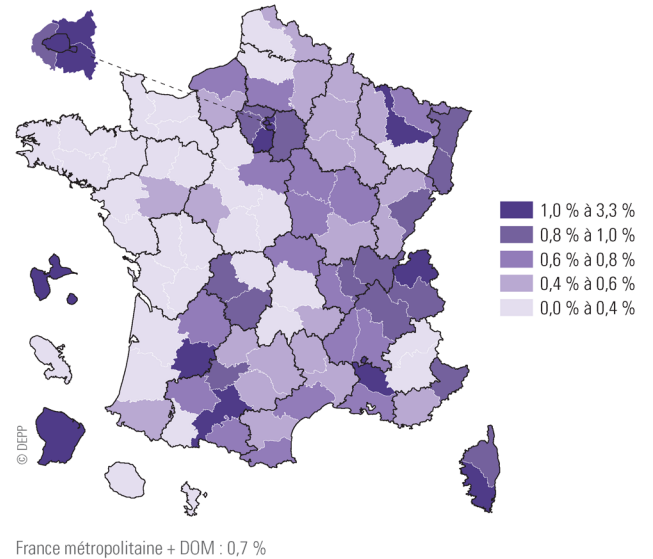 1,0 % à 3,3 %
0,8 % à 1,0 %
0,6 % à 0,8 %
0,4 % à 0,6 %
0,0 % à 0,4 %
© DEPP
France métropolitaine + DOM : 0,7 %